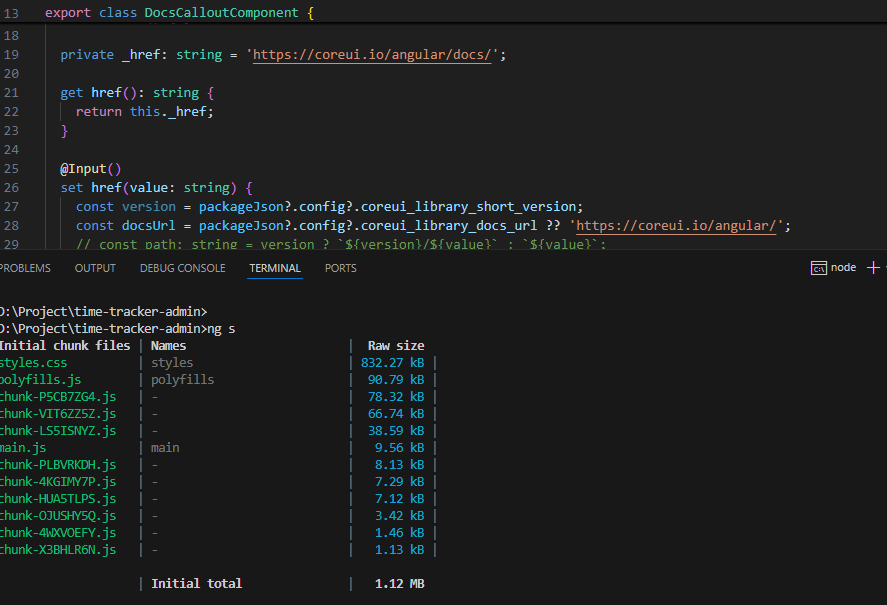 13 export class DocsCalloutComponent {
18
19 private _href: string = 'https://coreui.io/angular/docs/';
20
21 get href(): string {
22 return this._href;
23 }
24
25 @Input()
26 set href(value: string) {
27 const version = packageJson?.config?.coreui_library_short_version;
28 const docsUrl = packageJson?.config?.coreui_library_docs_url ?? 'https://coreui.io/angular/';
29 // const path: string = version ? `${version}/${value}` : `${value}`;
PROBLEMS OUTPUT DEBUG CONSOLE TERMINAL PORTS node
D:\Project\time-tracker-admin>
D:\Project\time-tracker-admin>ng s
Initial chunk files | Names | Raw size
styles.css | styles | 832.27 kB |
polyfills.js | polyfills | 90.79 kB |
chunk-P5CB7ZG4.js | - | 78.32 kB |
chunk-VIT6ZZ5Z.js | - | 66.74 kB |
chunk-LS5ISNYZ.js | - | 38.59 kB |
main.js | main | 9.56 kB |
chunk-PLBVRKDH.js | - | 8.13 kB |
chunk-4KGIMY7P.js | - | 7.29 kB |
chunk-HUA5TLPS.js | - | 7.12 kB |
chunk-OJUSHY5Q.js | - | 3.42 kB |
chunk-4WXVOEFY.js | - | 1.46 kB |
chunk-X3BHLR6N.js | - | 1.13 kB |
| Initial total | 1.12 MB